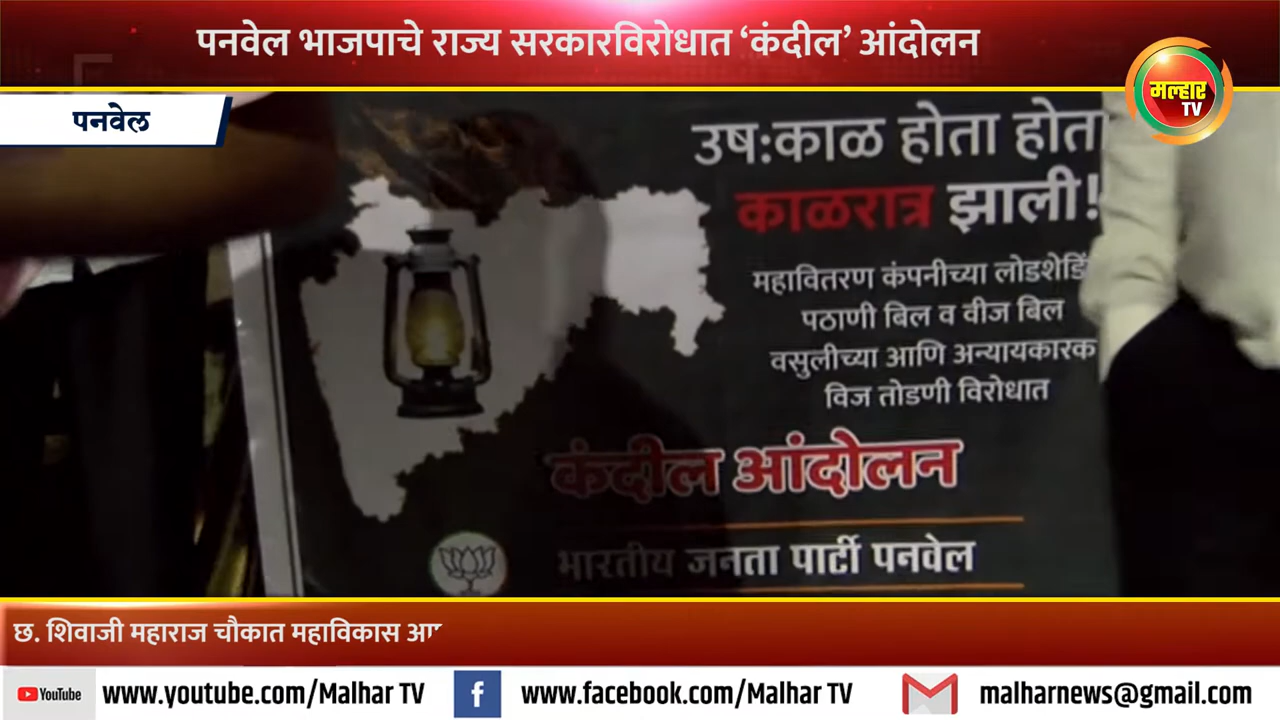 पनवेल भाजपाचे राज्य सरकारविरोधात ‘कंदील’ आंदोलन
मल्हार
TV
पनवेल
उष:काळ होता होता
काळरात्र झाली!
महावितरण कंपनीच्या
पठाणी बिल व वीज बिल
वसुलीच्या आणि अन्यायकारक
विज तोडणी विरोधात
कंदील आंदोलन
भारतीय जनता पार्टी पनवेल
छ. शिवाजी महाराज चौकात महाविकास
YouTube
www.youtube.com/Malhar TV
www.facebook.com/Malhar TV
malharnews@gmail.com